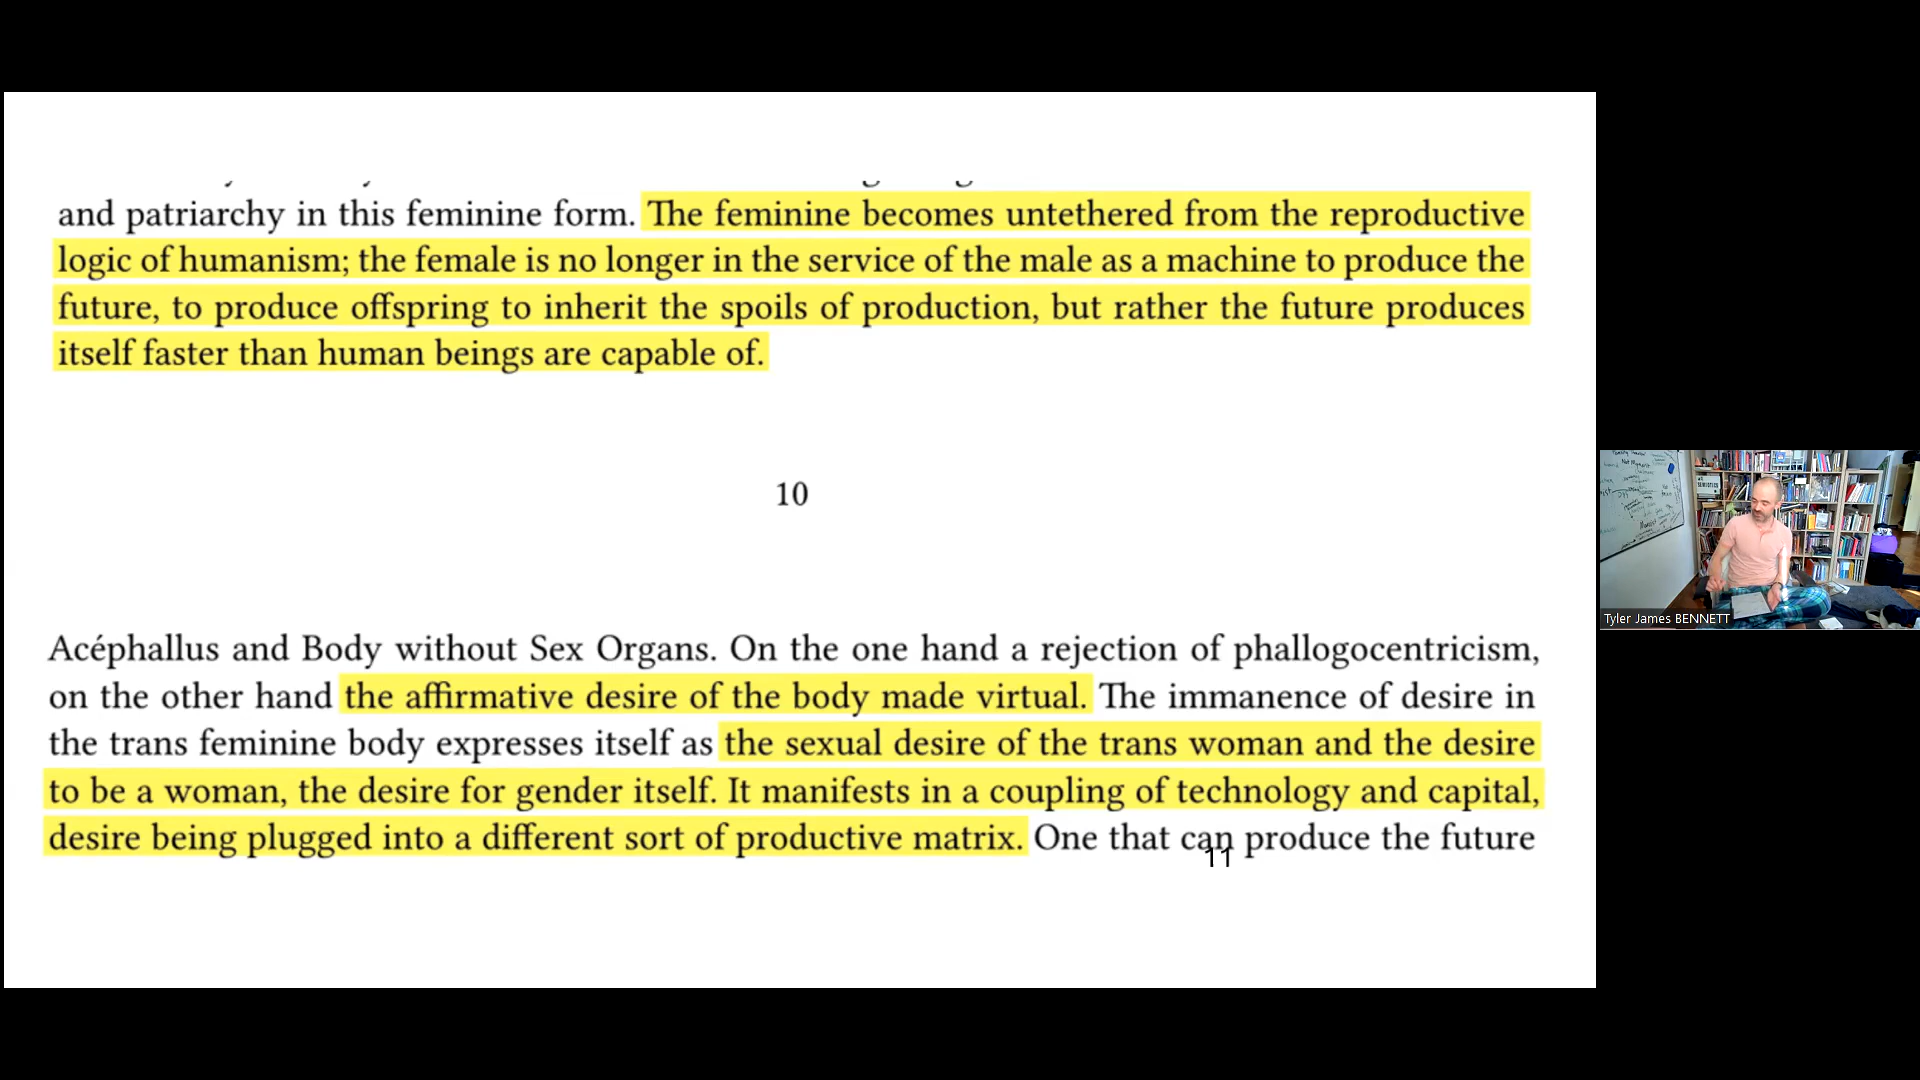 and patriarchy in this feminine form. The feminine becomes untethered from the reproductive
logic of humanism; the female is no longer in the service of the male as a machine to produce the
future, to produce offspring to inherit the spoils of production, but rather the future produces
itself faster than human beings are capable of.
10
Acéphallus and Body without Sex Organs. On the one hand a rejection of phallogocentricism,
on the other hand the affirmative desire of the body made virtual. The immanence of desire in
the trans feminine body expresses itself as the sexual desire of the trans woman and the desire
to be a woman, the desire for gender itself. It manifests in a coupling of technology and capital,
desire being plugged into a different sort of productive matrix. One that can produce the future
11
SEMIOTICS
Tyler James BENNETT